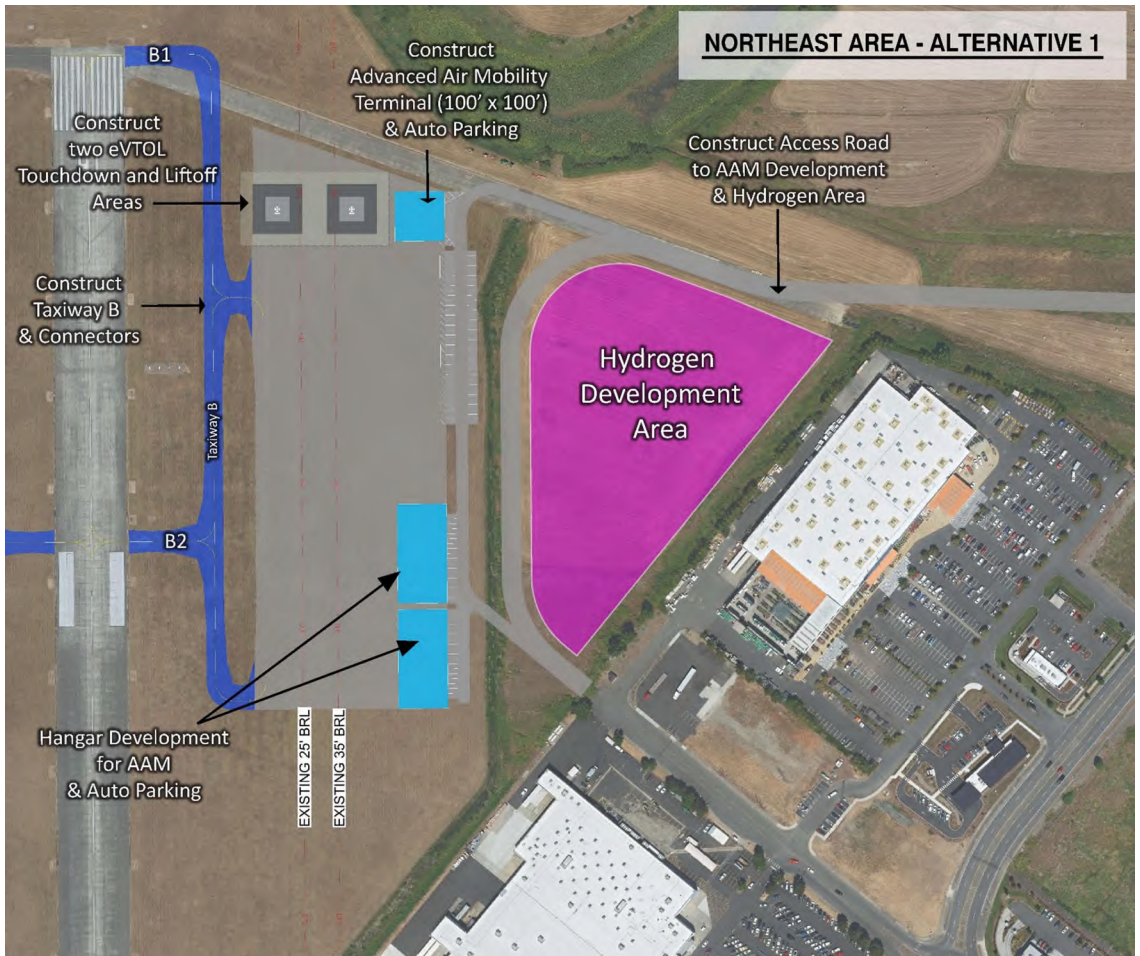 NORTHEAST AREA - ALTERNATIVE 1
B1
Construct
Advanced Air Mobility
Terminal (100' x 100')
& Auto Parking
Construct
two eVTOL
Touchdown and Liftoff
Areas
Construct Access Road
to AAM Development
& Hydrogen Area
Construct
Taxiway B
& Connectors
Hydrogen
Development
Area
Taxiway B
B2
Hangar Development
for AAM
& Auto Parking
EXISTING 25' BRL
EXISTING 35' BRL